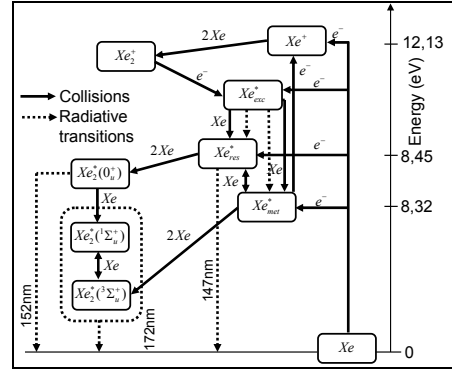 2Xe
Xe⁺
e⁻
12,13
Xe₂⁺
e⁻
e⁻
Xe*exc
e⁻
Collisions
Radiative
transitions
Xe
Xe*res
2Xe
e⁻
8,45
Xe₂*(0ᵤ⁺)
Xe
Xe
Xe
Xe*met
e⁻
8,32
Xe₂*(¹Σᵤ⁺)
2Xe
Xe
Xe₂*(³Σᵤ⁺)
152nm
172nm
147nm
Xe
0
Energy (eV)